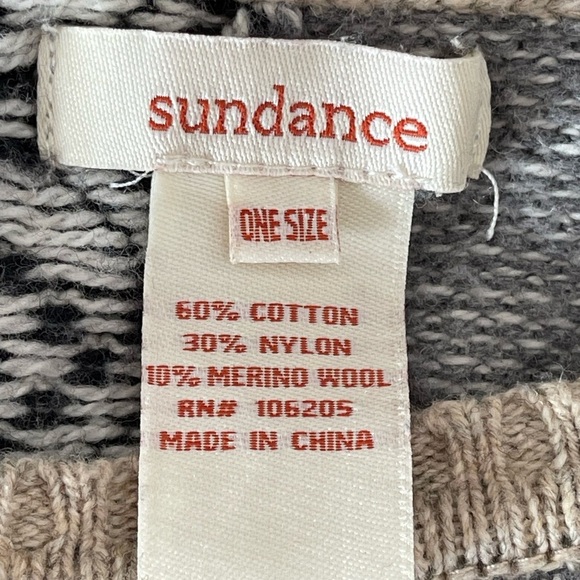 sundance
ONE SIZE
60% COTTON
30% NYLON
10% MERINO WOOL
RN# 106205
MADE IN CHINA